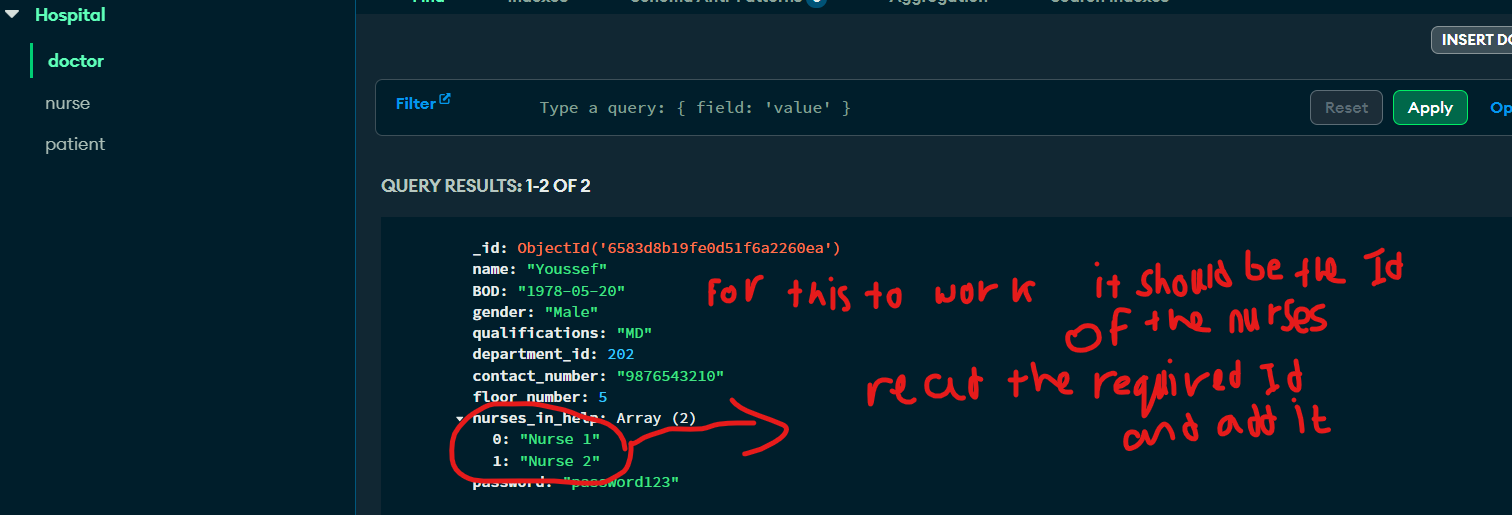 Hospital
doctor
nurse
patient
Find Indexes Schema Anti-Patterns Aggregation Search Indexes
INSERT DO
Filter Type a query: { field: 'value' } Reset Apply Op
QUERY RESULTS: 1-2 OF 2
_id: ObjectId('6583d8b19fe0d51f6a2260ea')
name: "Youssef"
BOD: "1978-05-20"
gender: "Male"
qualifications: "MD"
department_id: 202
contact_number: "9876543210"
floor_number: 5
nurses_in_help: Array (2)
0: "Nurse 1"
1: "Nurse 2"
password: "password123"
For this to work it should be the Id
of the nurses
the required Id
and add it